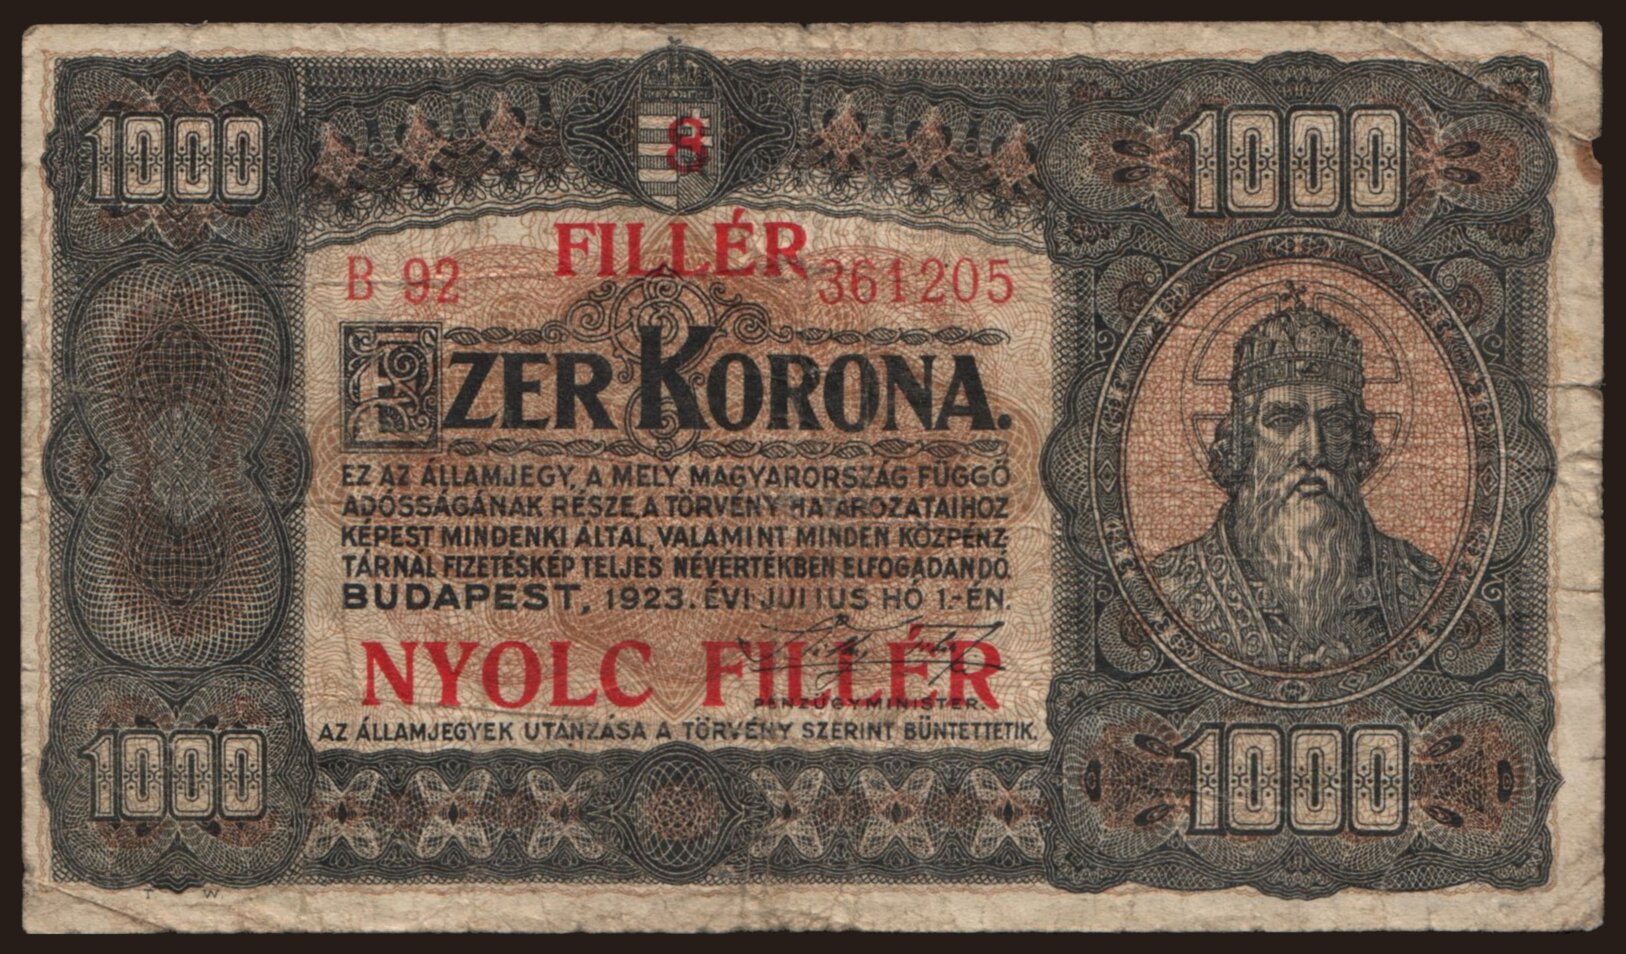 1000
8
1000
FILLÉR
B 92
361205
EZER KORONA.
EZ AZ ÁLLAMJEGY, A MELY MAGYARORSZÁG FÜGGŐ
ADÓSSÁGÁNAK RÉSZE, A TÖRVÉNY HATÁROZATAIHOZ
KÉPEST MINDENKI ÁLTAL, VALAMINT MINDEN KÖZPÉNZ-
TÁRNÁL FIZETÉSKÉP TELJES NÉVÉRTÉKBEN ELFOGADANDÓ.
BUDAPEST, 1923. ÉVI JULIUS HÓ 1.-ÉN.
NYOLC FILLÉR
PÉNZÜGYMINISTER.
AZ ÁLLAMJEGYEK UTÁNZÁSA A TÖRVÉNY SZERINT BÜNTETTETIK.
1000
1000
T W.